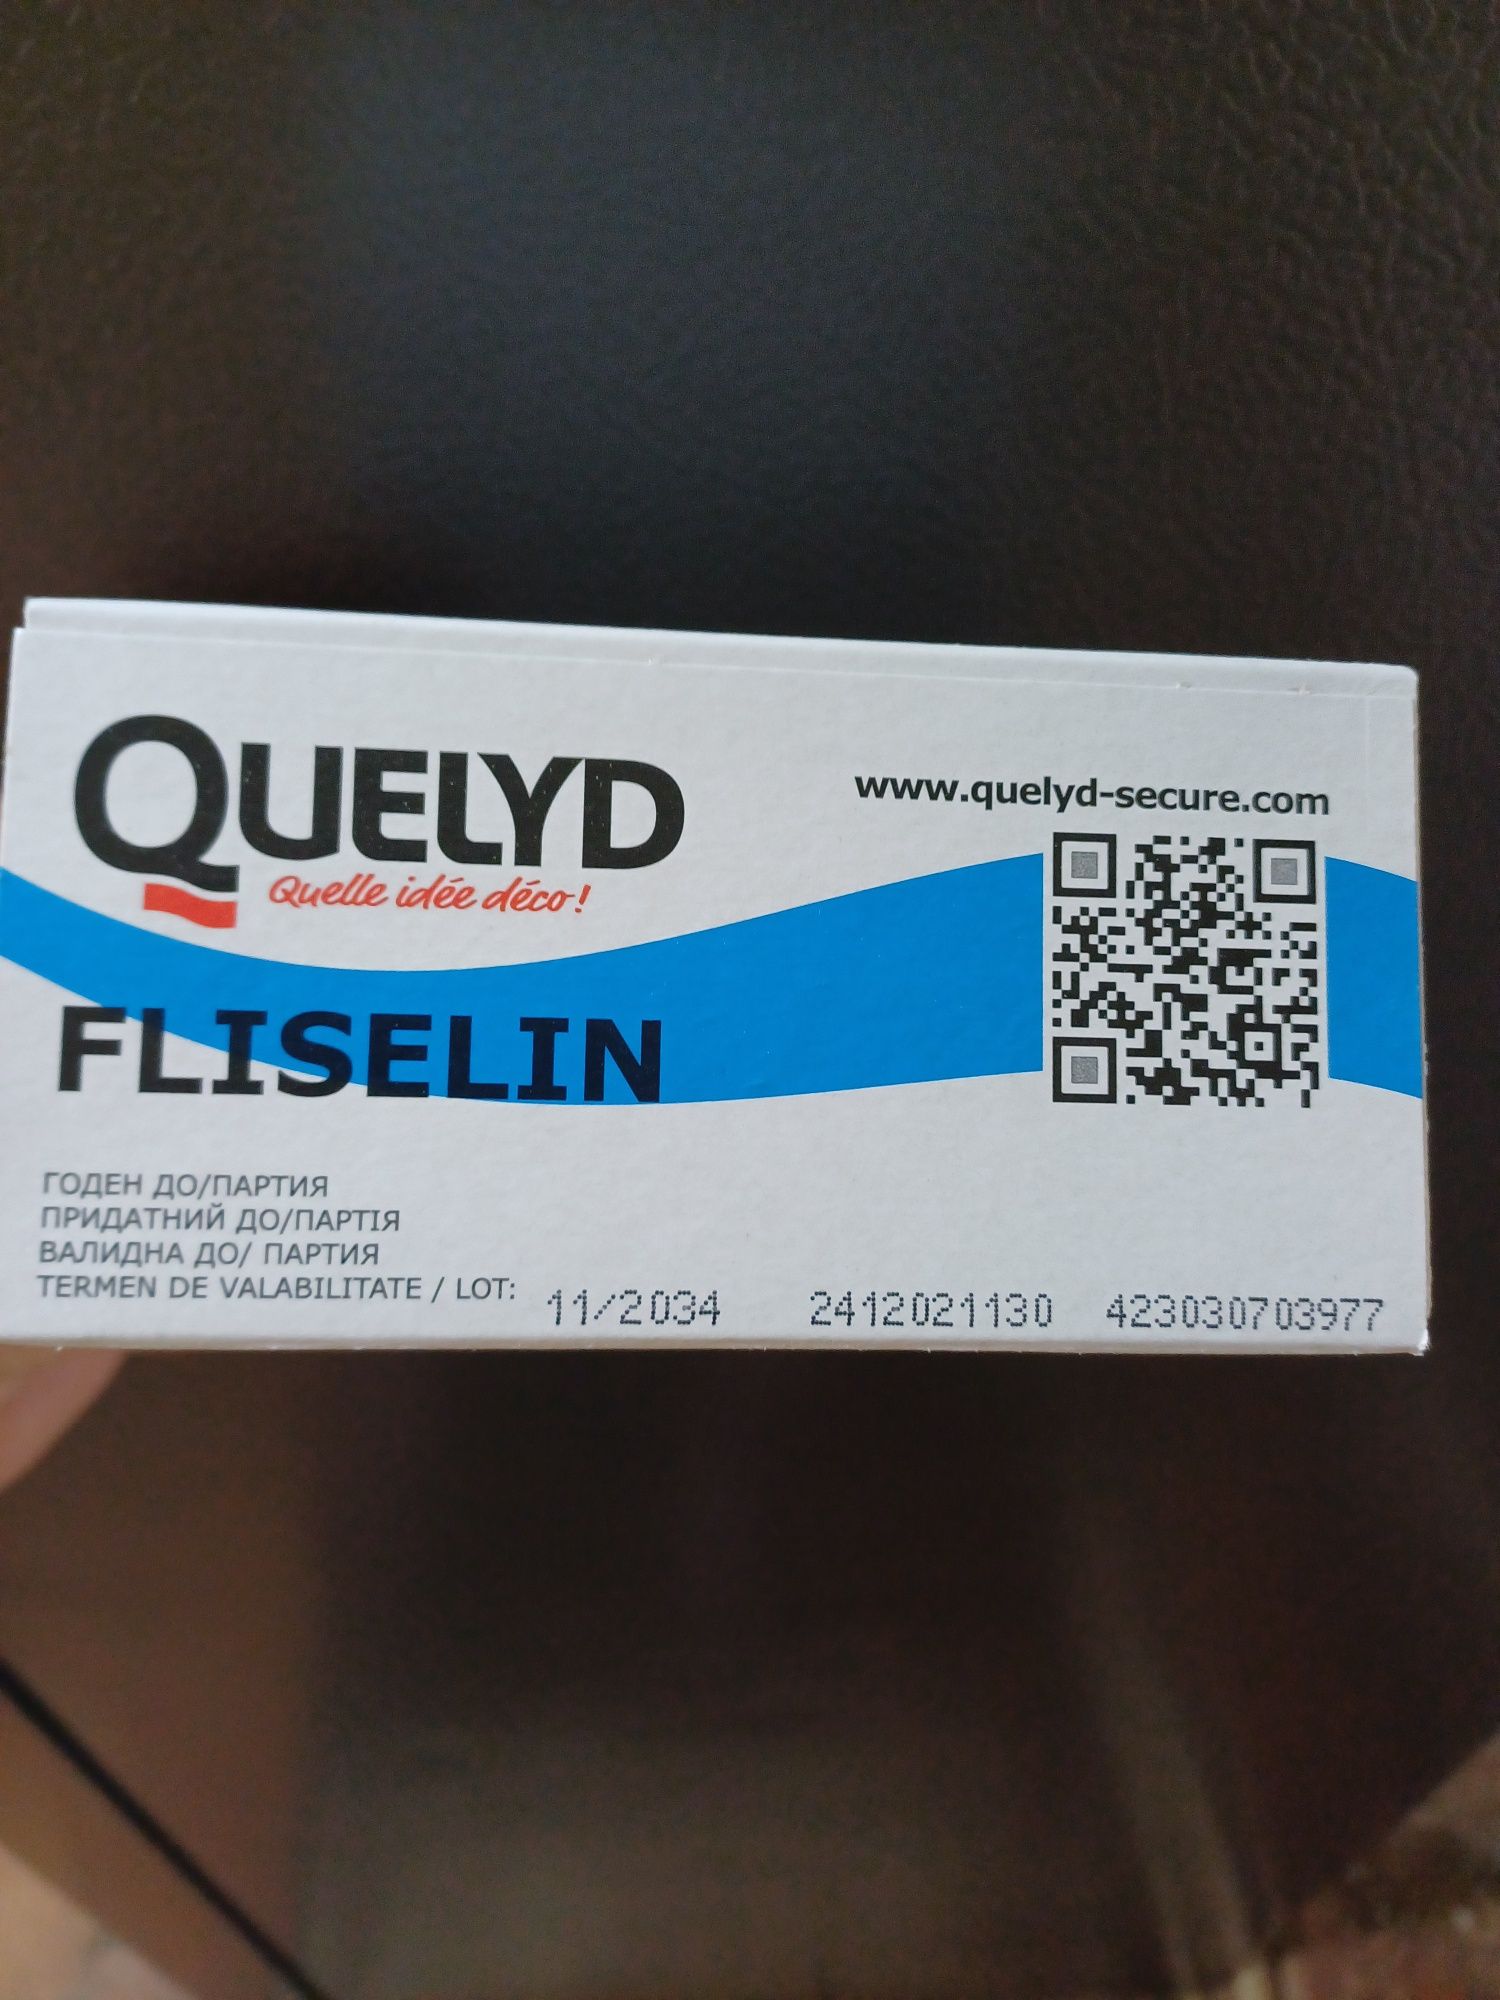 QUELYD
Quelle idée déco!
www.quelyd-secure.com
FLISELIN
ГОДЕН ДО/ПАРТИЯ
ПРИДАТНИЙ ДО/ПАРТІЯ
ВАЛИДНА ДО/ ПАРТИЯ
TERMEN DE VALABILITATE / LOT: 11/2034 2412021130 423030703977